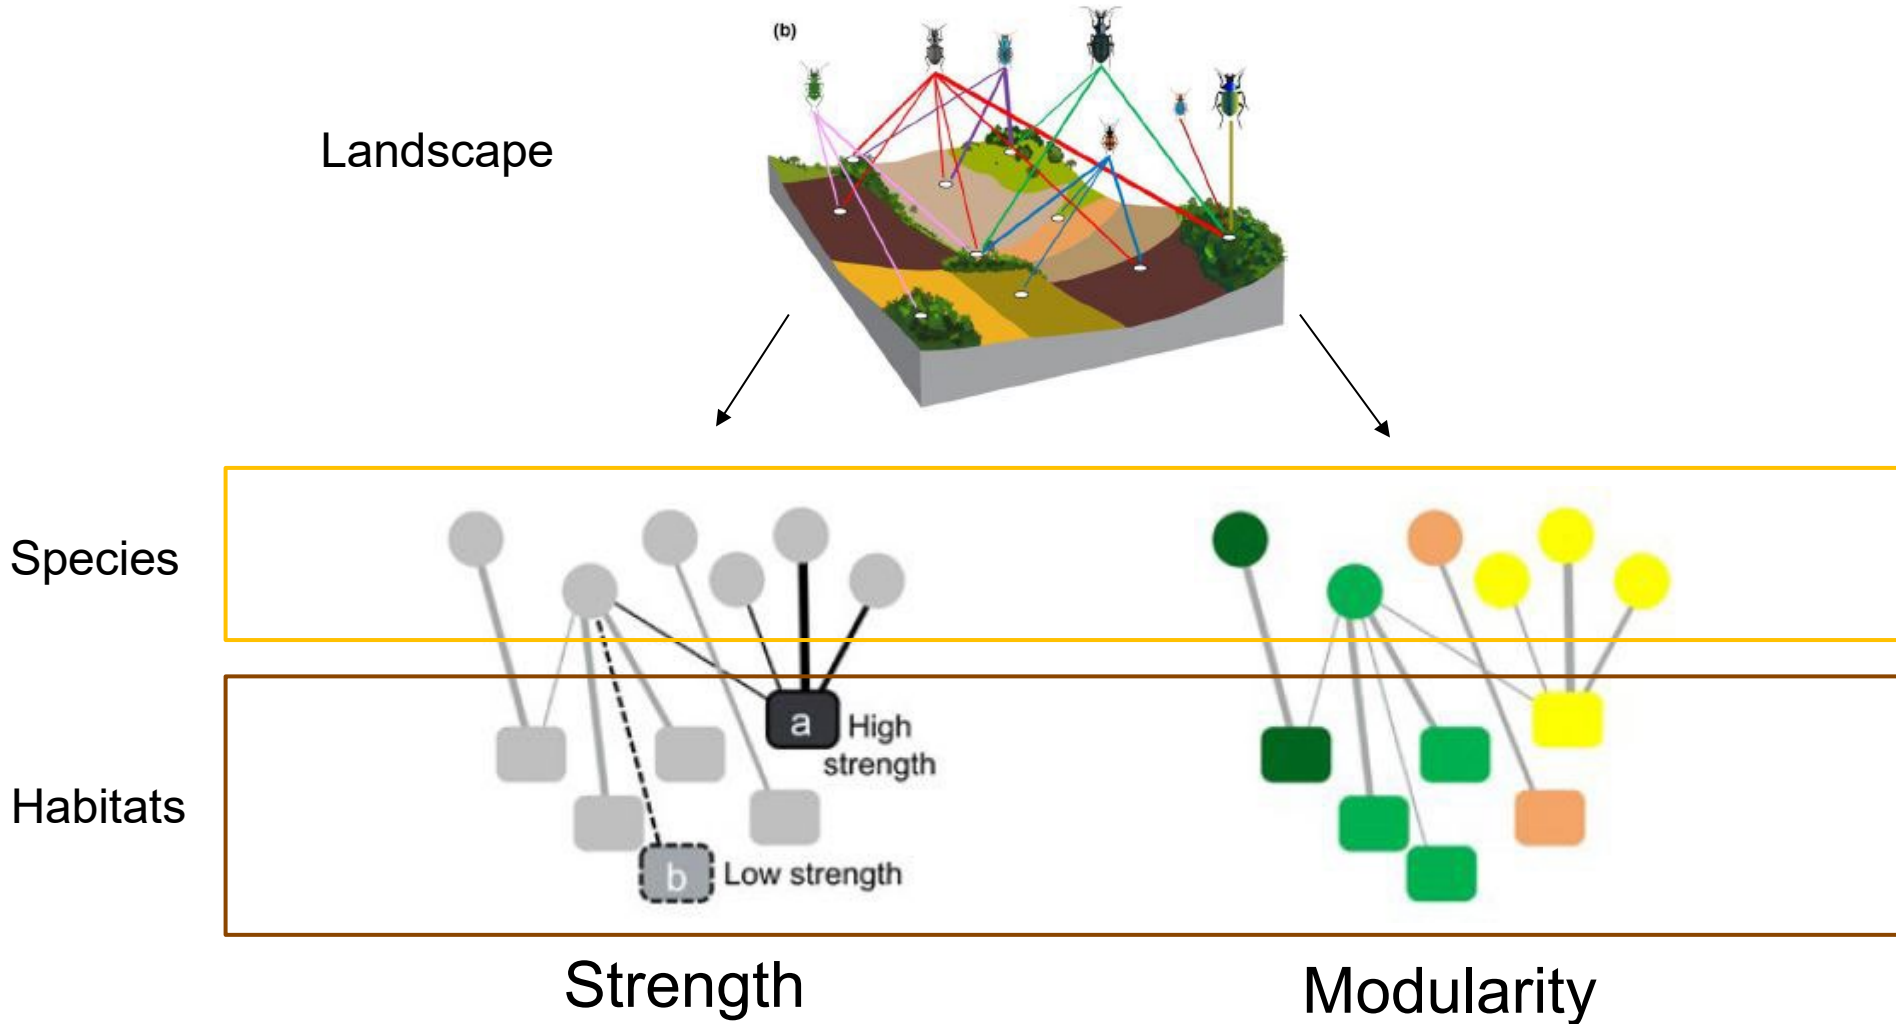 (b)
Landscape
Species
Habitats
a
High
strength
b
Low strength
Strength
Modularity